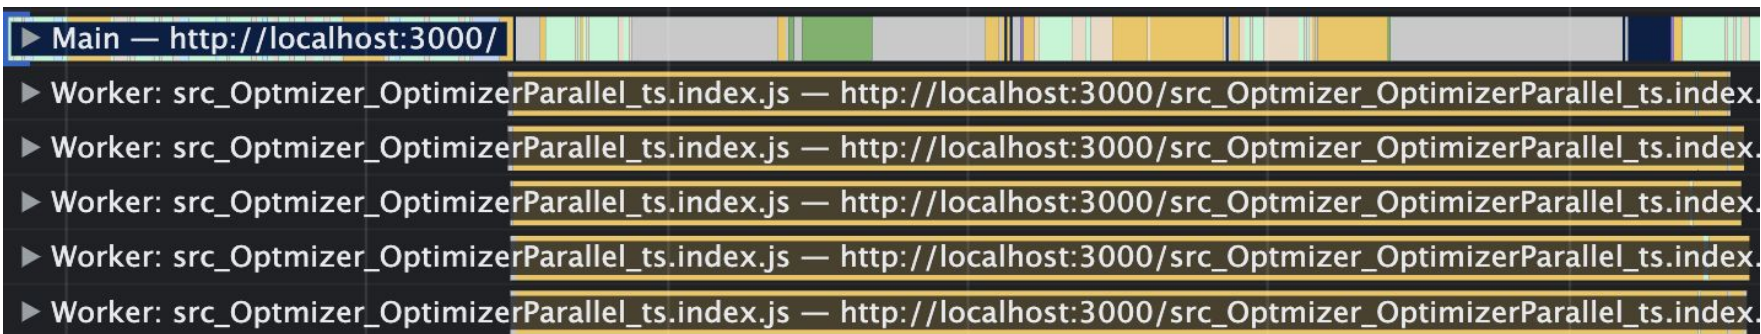 Main — http://localhost:3000/
Worker: src_Optmizer_OptimizerParallel_ts.index.js — http://localhost:3000/src_Optmizer_OptimizerParallel_ts.index.
Worker: src_Optmizer_OptimizerParallel_ts.index.js — http://localhost:3000/src_Optmizer_OptimizerParallel_ts.index.
Worker: src_Optmizer_OptimizerParallel_ts.index.js — http://localhost:3000/src_Optmizer_OptimizerParallel_ts.index.
Worker: src_Optmizer_OptimizerParallel_ts.index.js — http://localhost:3000/src_Optmizer_OptimizerParallel_ts.index.
Worker: src_Optmizer_OptimizerParallel_ts.index.js — http://localhost:3000/src_Optmizer_OptimizerParallel_ts.index.